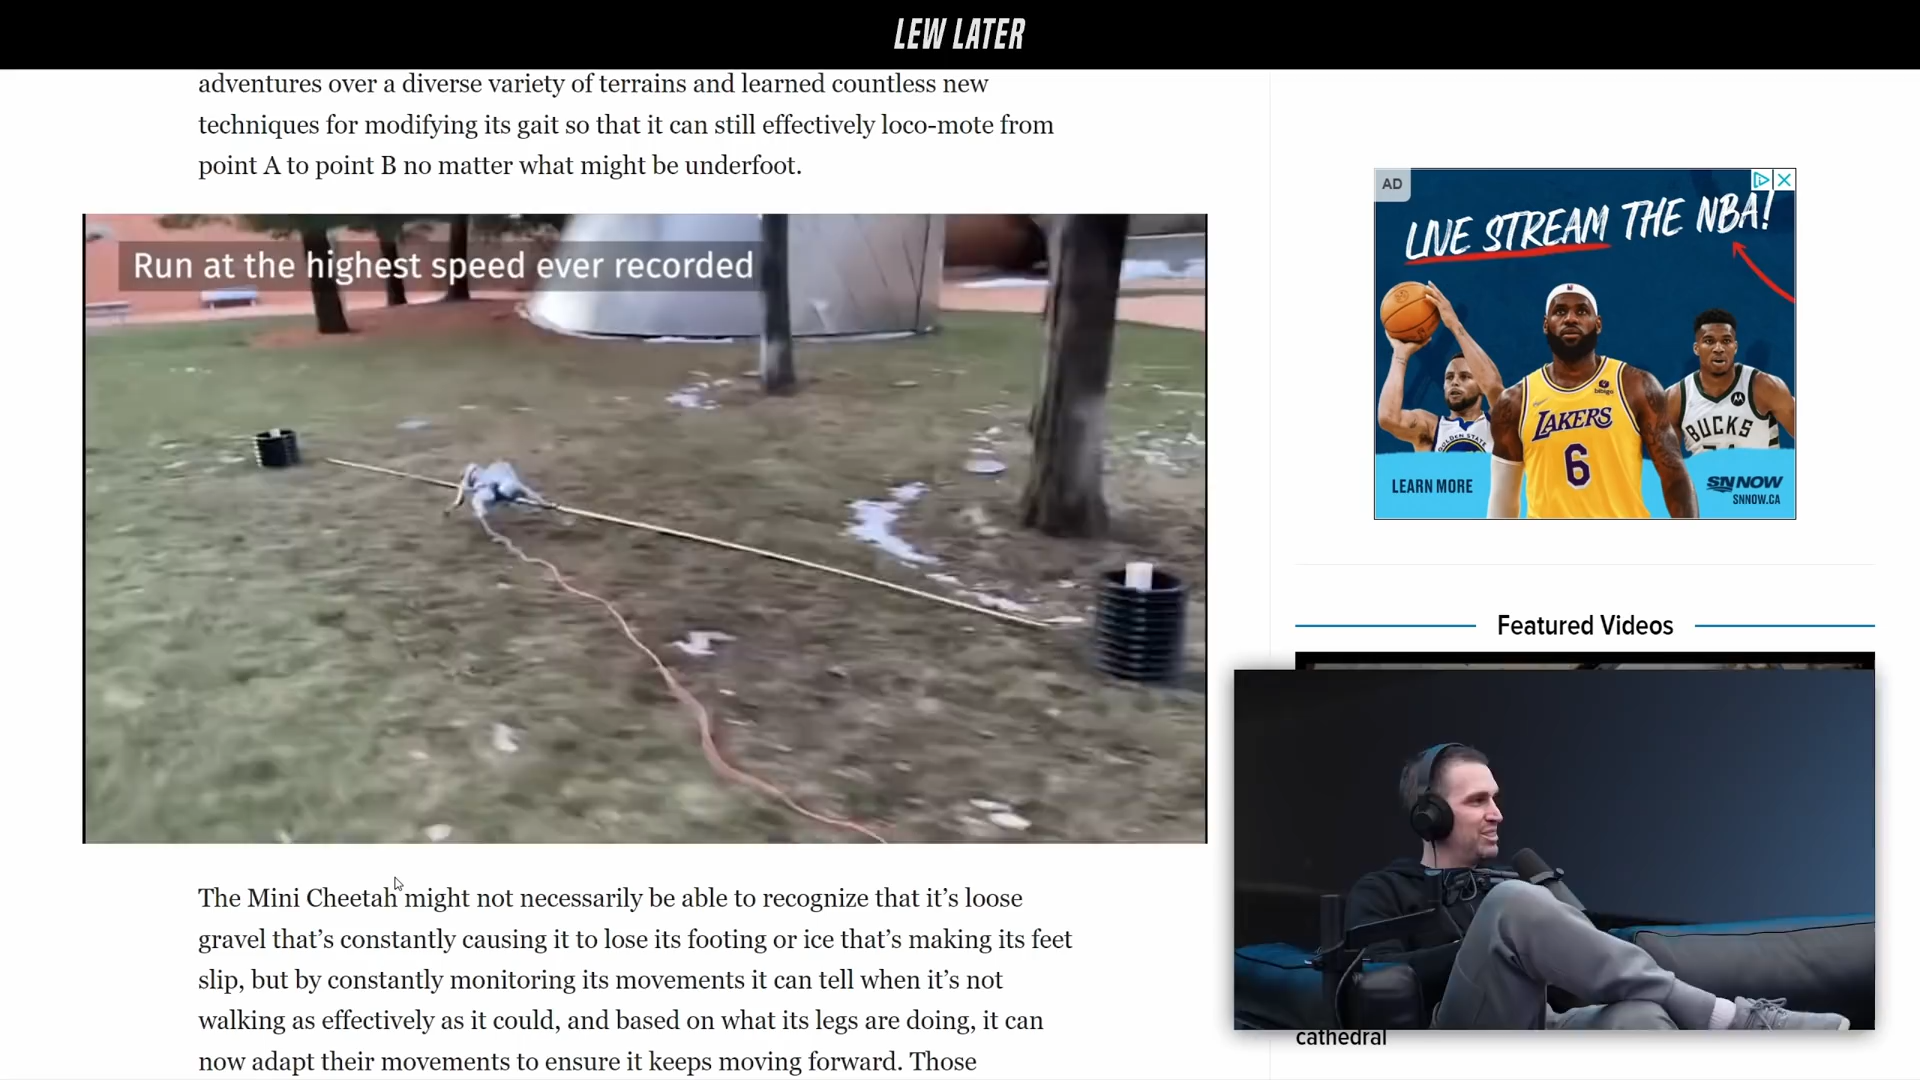 LEW LATER
adventures over a diverse variety of terrains and learned countless new
techniques for modifying its gait so that it can still effectively loco-mote from
point A to point B no matter what might be underfoot.
Run at the highest speed ever recorded
AD
LIVE STREAM THE NBA!
GOLDEN STATE
LAKERS
6
BUCKS
LEARN MORE
SN NOW
SNNOW.CA
Featured Videos
The Mini Cheetah might not necessarily be able to recognize that it’s loose
gravel that’s constantly causing it to lose its footing or ice that’s making its feet
slip, but by constantly monitoring its movements it can tell when it’s not
walking as effectively as it could, and based on what its legs are doing, it can
now adapt their movements to ensure it keeps moving forward. Those
cathedral